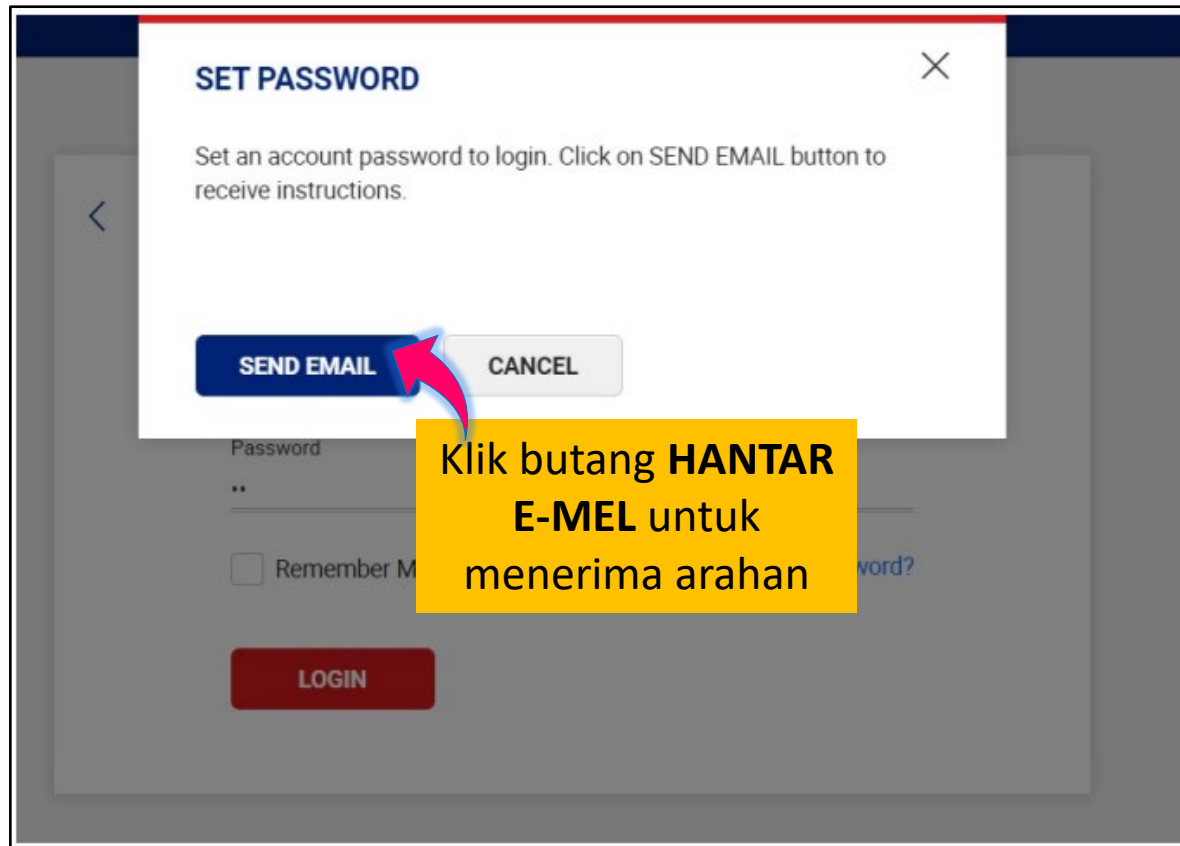 SET PASSWORD
Set an account password to login. Click on SEND EMAIL button to
receive instructions.
SEND EMAIL
CANCEL
Password
Klik butang HANTAR
E-MEL untuk
menerima arahan
Remember
LOGIN